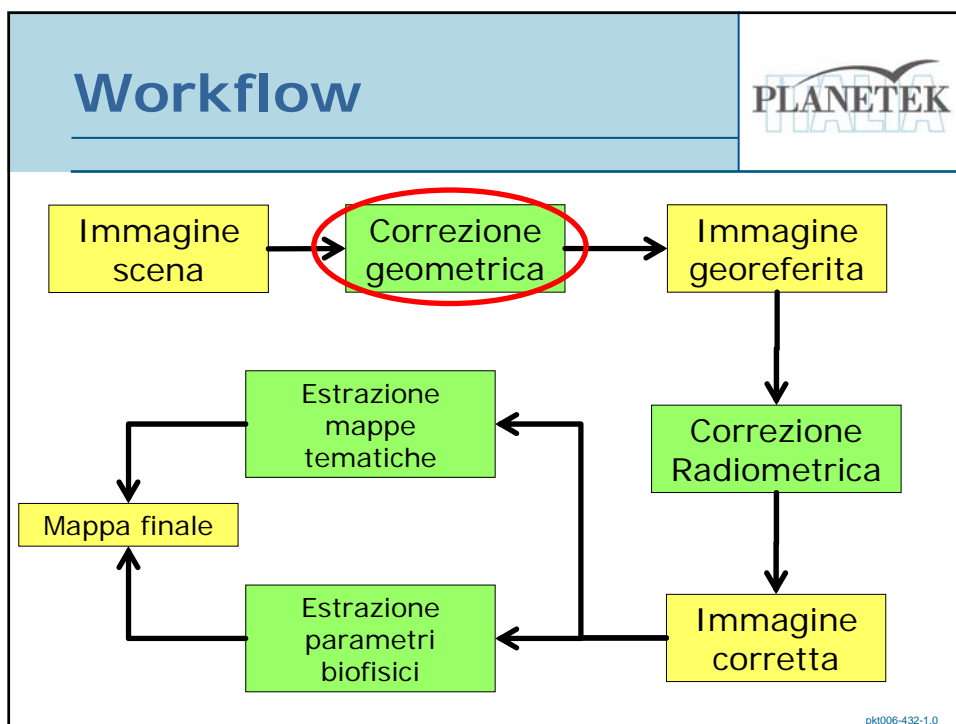 Workflow
PLANETEK
ITALIA
Immagine
scena
Correzione
geometrica
Immagine
georeferita
Estrazione
mappe
tematiche
Correzione
Radiometrica
Mappa finale
Estrazione
parametri
biofisici
Immagine
corretta
pkt006-432-1.0